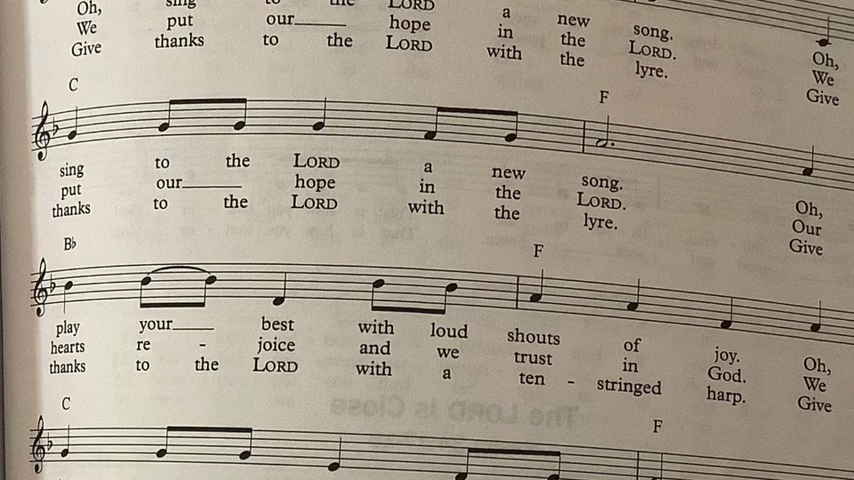 Oh, sing to the LORD a new song. Oh,
We put our____ hope in the LORD. We
Give thanks to the LORD with the lyre. Give
C F
sing to the LORD a new song. Oh,
put our____ hope in the LORD. Our
thanks to the LORD with the lyre. Give
B♭ F
play your____ best with loud shouts of joy. Oh,
hearts re - joice and we trust in God. We
thanks to the LORD with a ten - stringed harp. Give
C F
The LORD Is Close